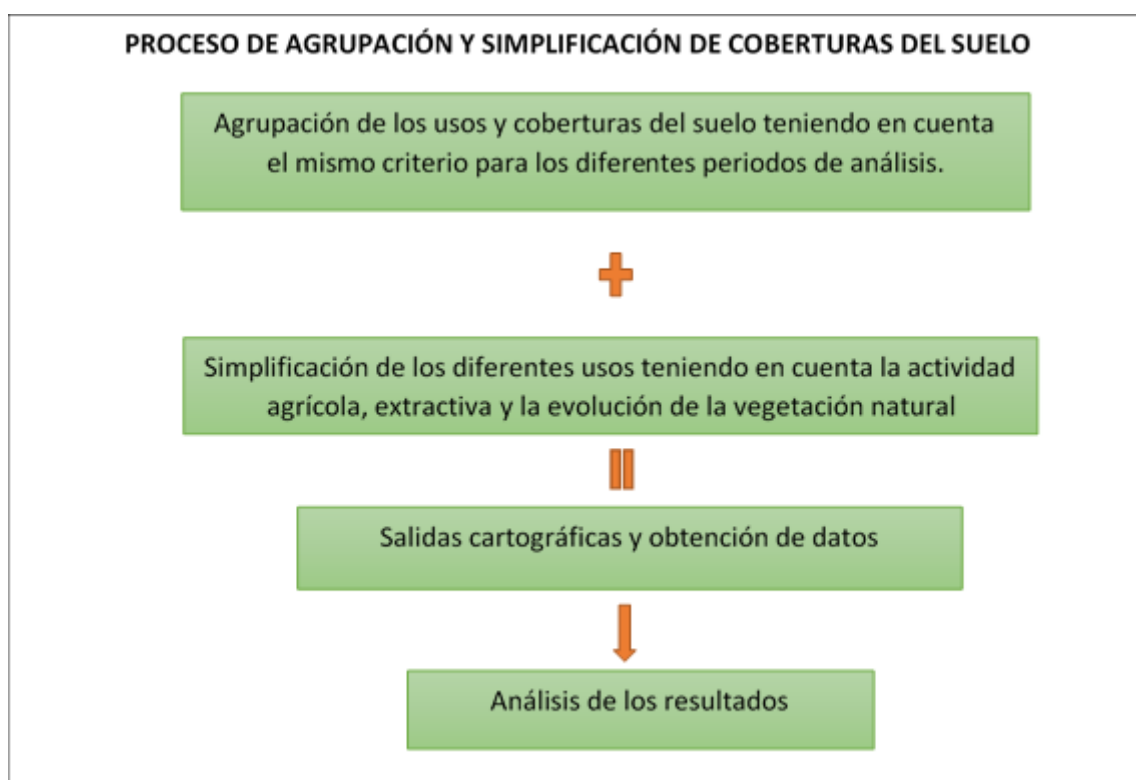 PROCESO DE AGRUPACIÓN Y SIMPLIFICACIÓN DE COBERTURAS DEL SUELO
Agrupación de los usos y coberturas del suelo teniendo en cuenta
el mismo criterio para los diferentes periodos de análisis.
Simplificación de los diferentes usos teniendo en cuenta la actividad
agrícola, extractiva y la evolución de la vegetación natural
Salidas cartográficas y obtención de datos
Análisis de los resultados